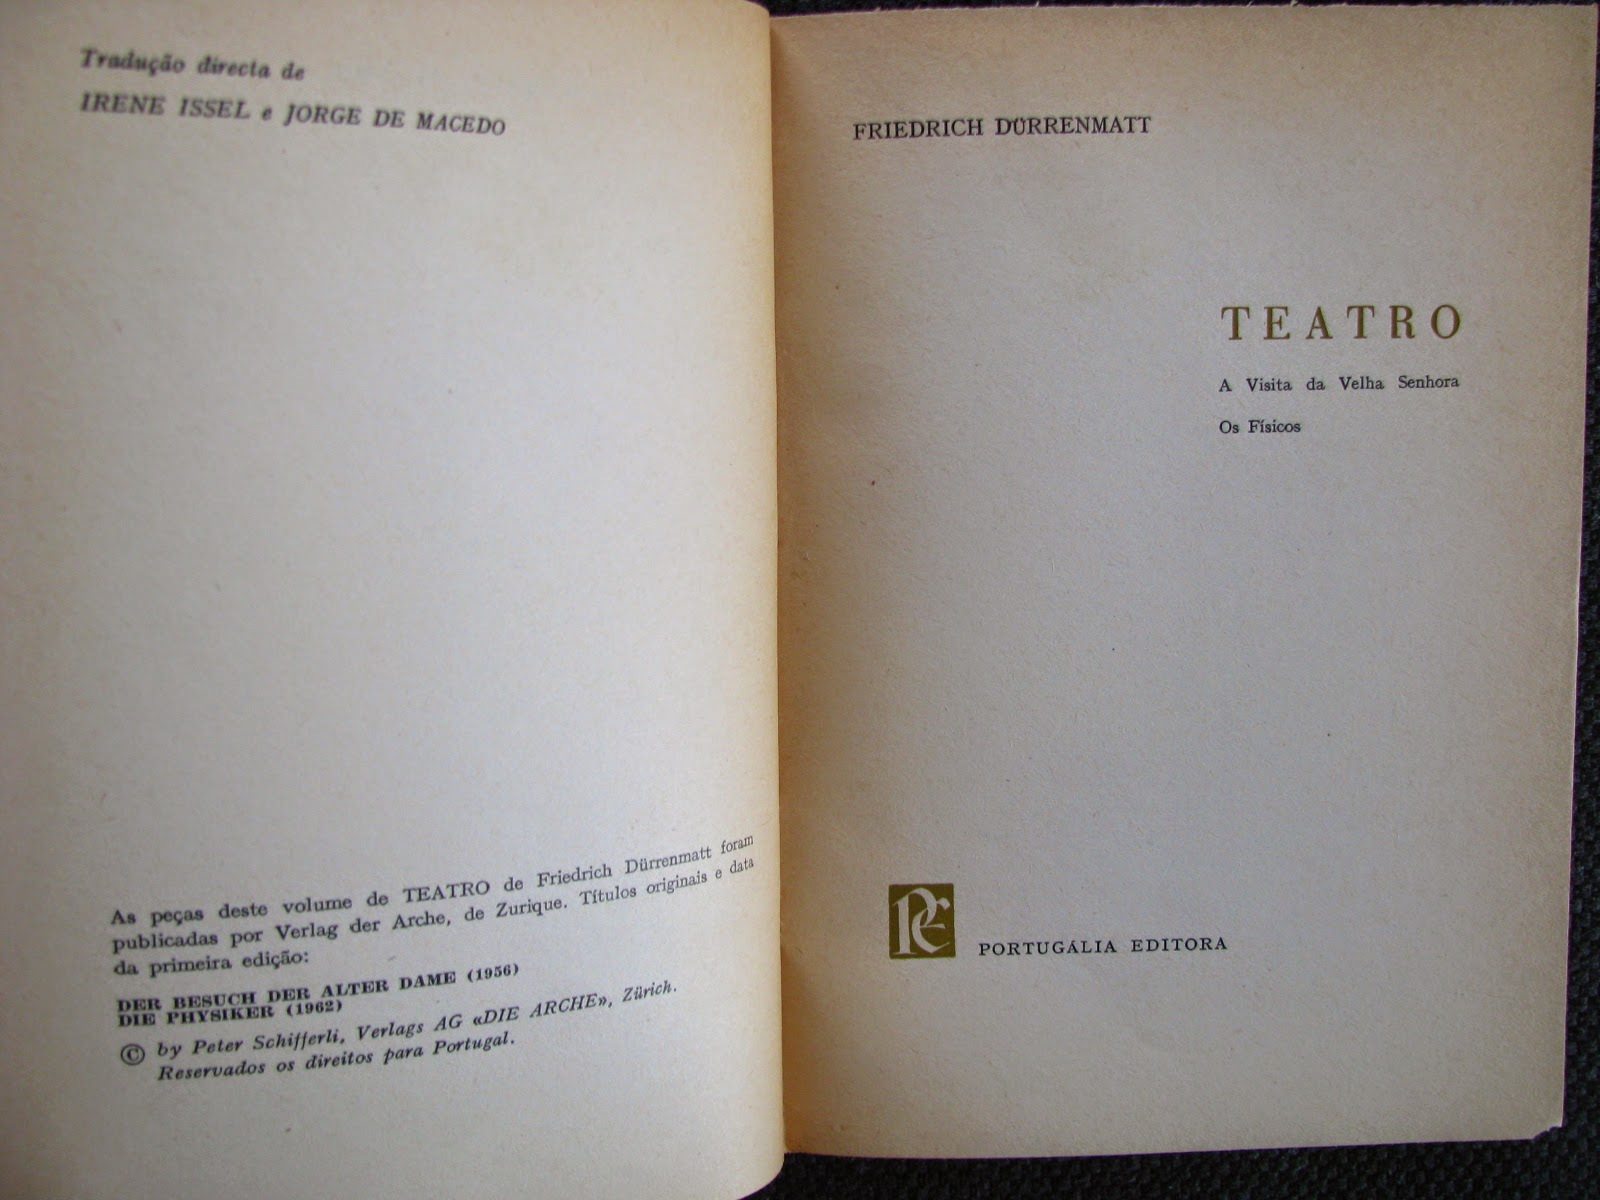 Tradução directa de
IRENE ISSEL e JORGE DE MACEDO
As peças deste volume de TEATRO de Friedrich Dürrenmatt foram
publicadas por Verlag der Arche, de Zurique. Títulos originais e data
da primeira edição:
DER BESUCH DER ALTER DAME (1956)
DIE PHYSIKER (1962)
© by Peter Schifferli, Verlags AG «DIE ARCHE», Zürich.
Reservados os direitos para Portugal.
FRIEDRICH DÜRRENMATT
TEATRO
A Visita da Velha Senhora
Os Físicos
PE PORTUGÁLIA EDITORA